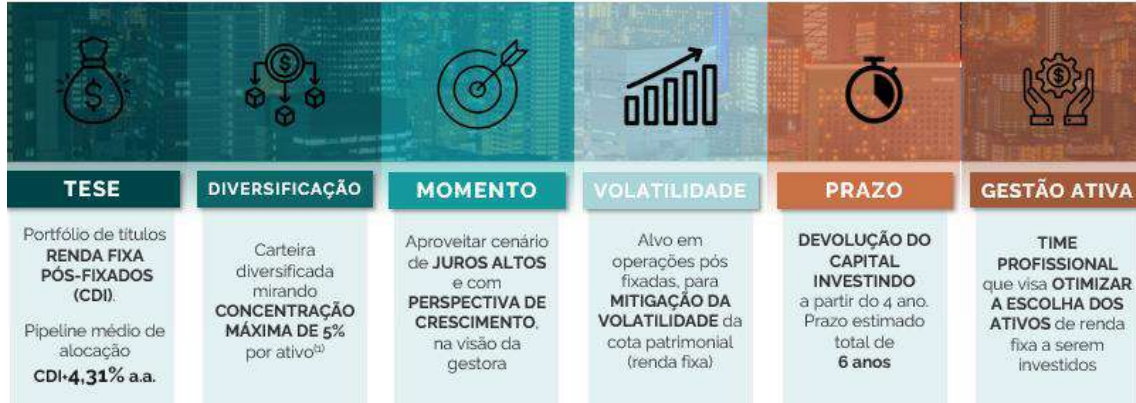 TESE
Portfólio de títulos
RENDA FIXA
PÓS-FIXADOS
(CDI).
Pipeline médio de
alocação
CDI+4,31% a.a.
DIVERSIFICAÇÃO
Carteira
diversificada
mirando
CONCENTRAÇÃO
MÁXIMA DE 5%
por ativo(1)
MOMENTO
Aproveitar cenário
de JUROS ALTOS
e com
PERSPECTIVA DE
CRESCIMENTO,
na visão da
gestora
VOLATILIDADE
Alvo em
operações pós
fixadas, para
MITIGAÇÃO DA
VOLATILIDADE da
cota patrimonial
(renda fixa)
PRAZO
DEVOLUÇÃO DO
CAPITAL
INVESTINDO
a partir do 4 ano.
Prazo estimado
total de
6 anos
GESTÃO ATIVA
TIME
PROFISSIONAL
que visa OTIMIZAR
A ESCOLHA DOS
ATIVOS de renda
fixa a serem
investidos